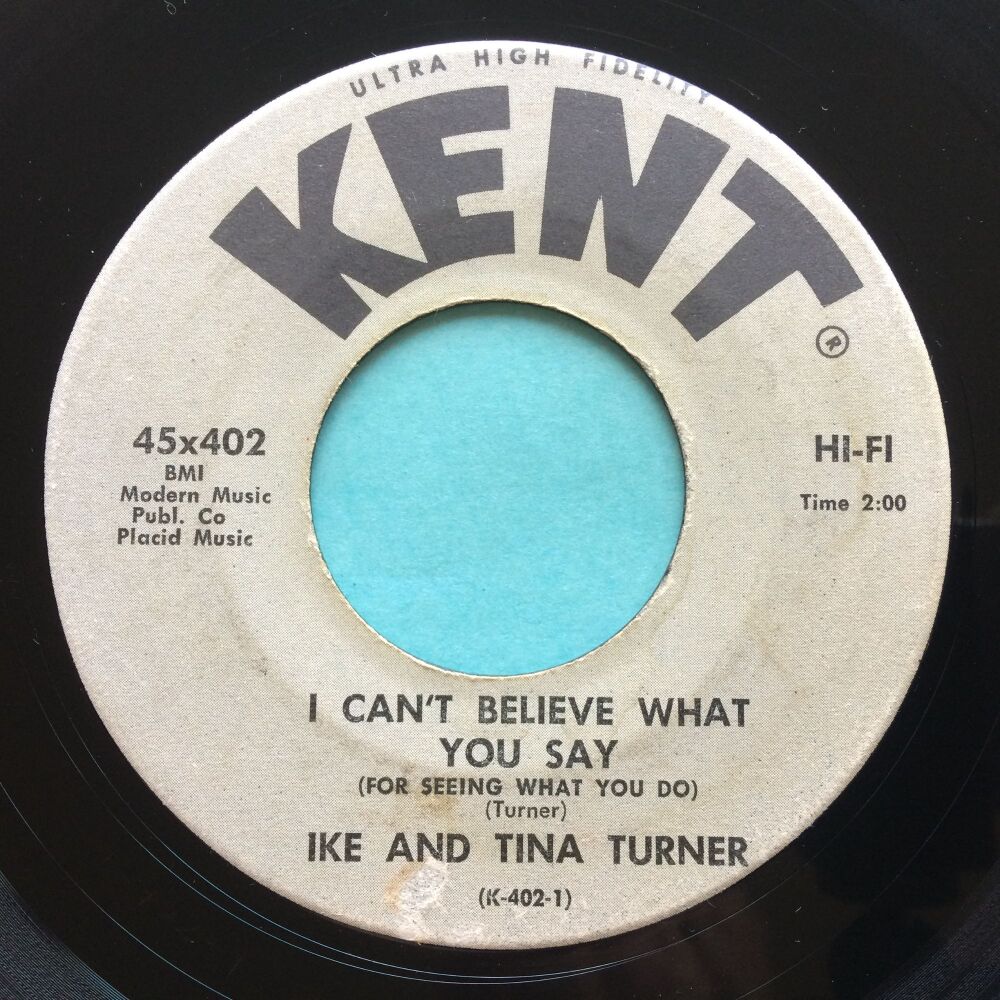 ULTRA HIGH FIDELITY
KENT
®
45x402
BMI
Modern Music
Publ. Co
Placid Music
HI-FI
Time 2:00
I CAN'T BELIEVE WHAT
YOU SAY
(FOR SEEING WHAT YOU DO)
(Turner)
IKE AND TINA TURNER
(K-402-1)